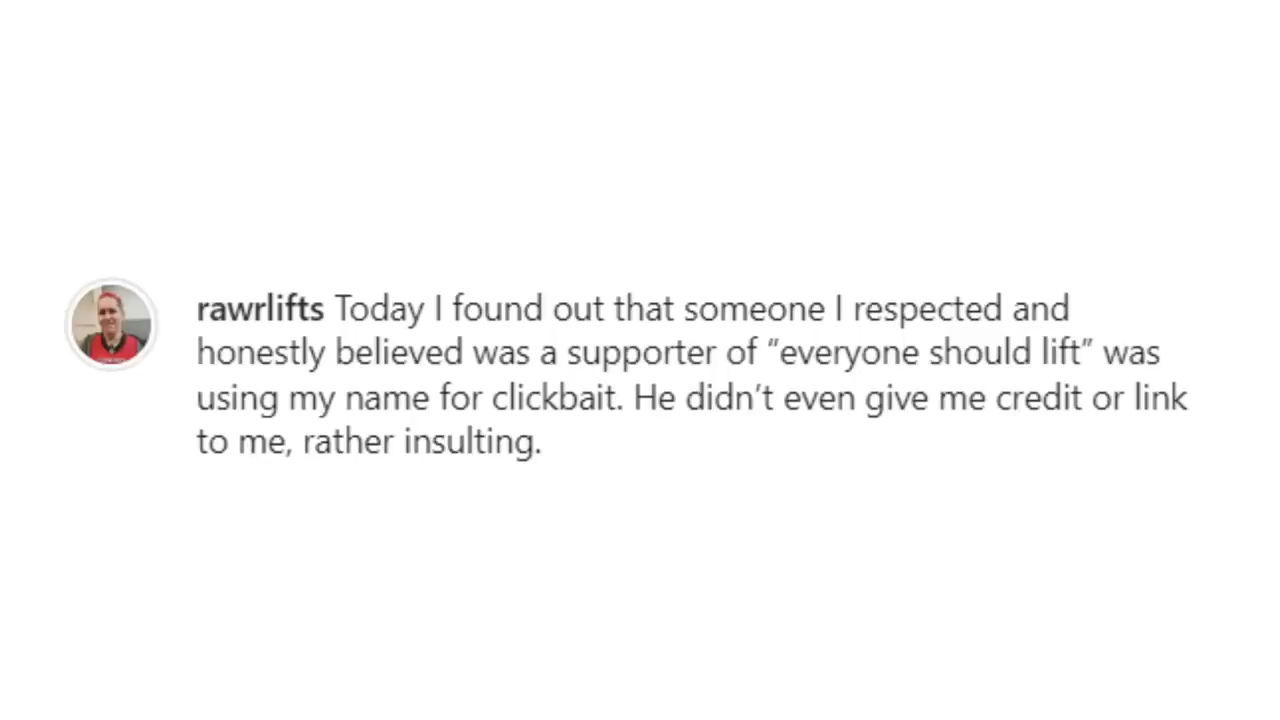 rawrlifts Today I found out that someone I respected and
honestly believed was a supporter of “everyone should lift” was
using my name for clickbait. He didn’t even give me credit or link
to me, rather insulting.